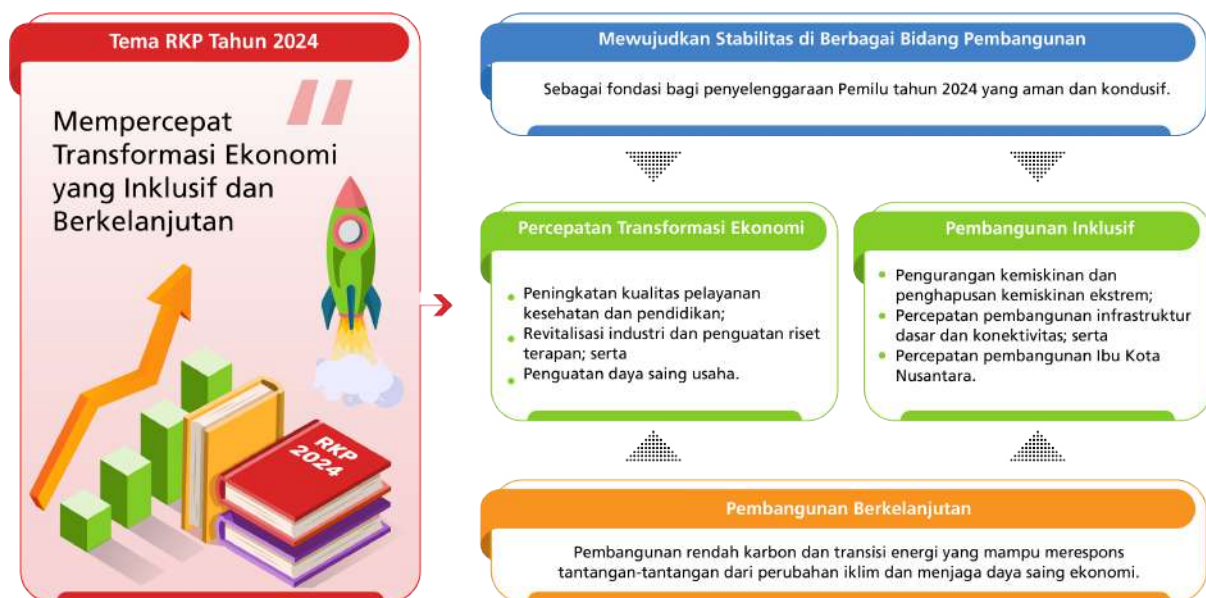 Tema RKP Tahun 2024
Mempercepat
Transformasi Ekonomi
yang Inklusif dan
Berkelanjutan
RKP
2024
Mewujudkan Stabilitas di Berbagai Bidang Pembangunan
Sebagai fondasi bagi penyelenggaraan Pemilu tahun 2024 yang aman dan kondusif.
Percepatan Transformasi Ekonomi
Peningkatan kualitas pelayanan
kesehatan dan pendidikan;
Revitalisasi industri dan penguatan riset
terapan; serta
Penguatan daya saing usaha.
Pembangunan Inklusif
Pengurangan kemiskinan dan
penghapusan kemiskinan ekstrem;
Percepatan pembangunan infrastruktur
dasar dan konektivitas; serta
Percepatan pembangunan Ibu Kota
Nusantara.
Pembangunan Berkelanjutan
Pembangunan rendah karbon dan transisi energi yang mampu merespons
tantangan-tantangan dari perubahan iklim dan menjaga daya saing ekonomi.